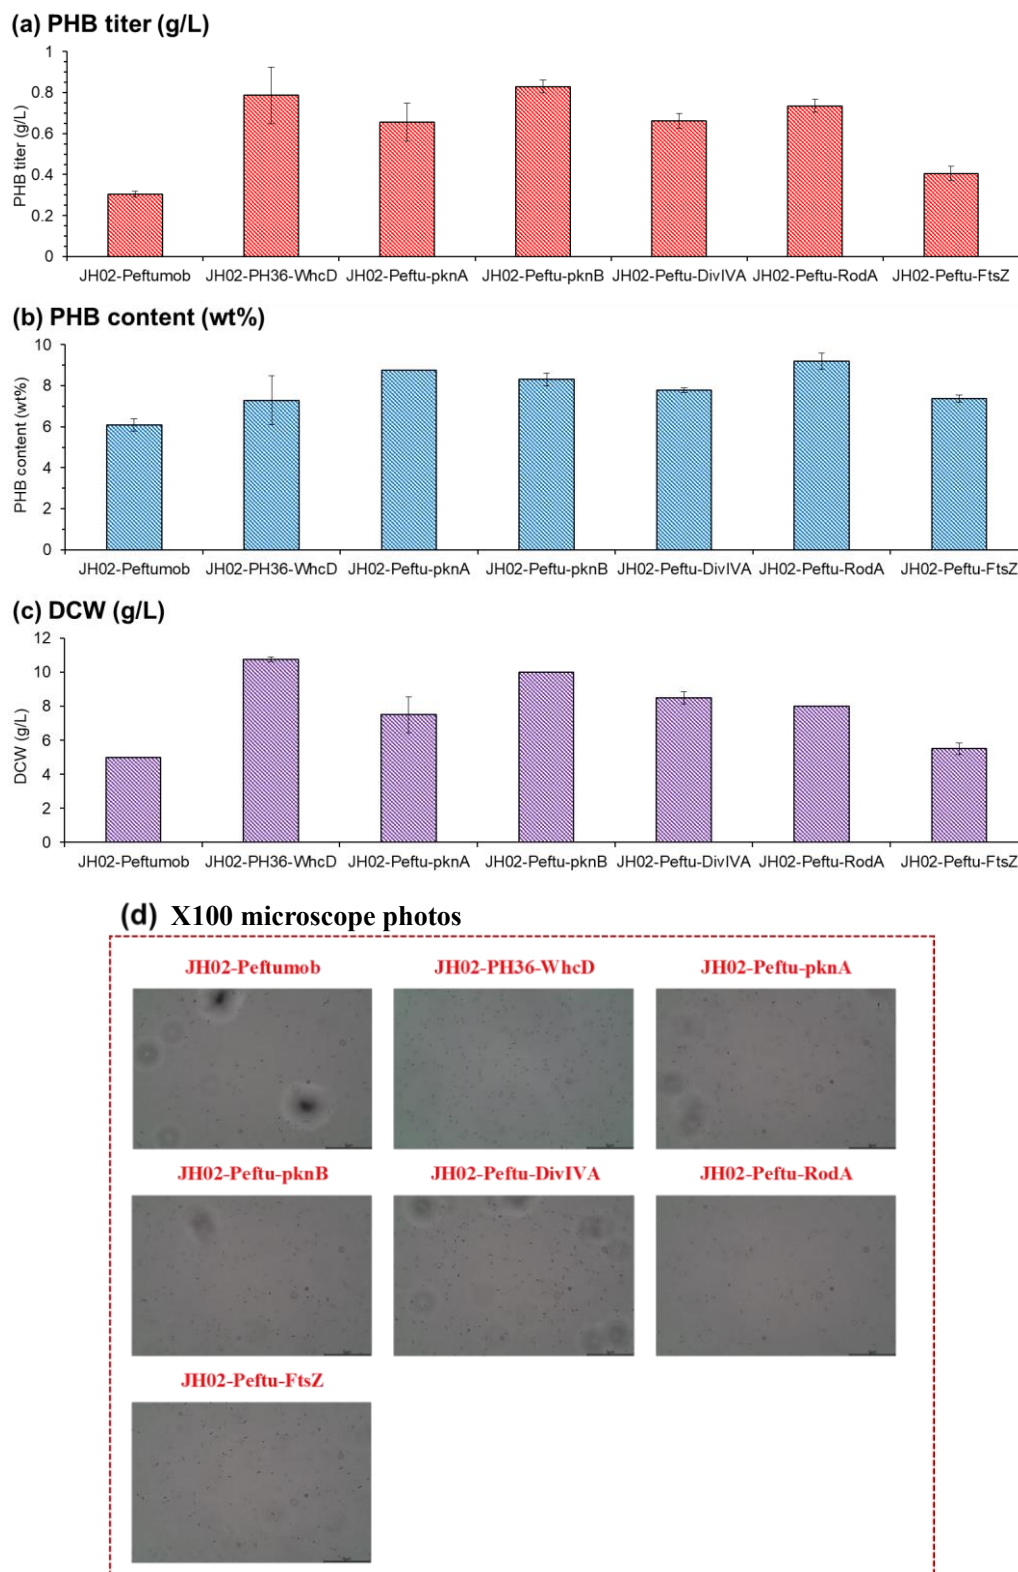 (a) PHB titer (g/L)
PHB titer (g/L)
1
0.8
0.6
0.4
0.2
0
JH02-Peftumob JH02-PH36-WhcD JH02-Peftu-pknA JH02-Peftu-pknB JH02-Peftu-DivIVA JH02-Peftu-RodA JH02-Peftu-FtsZ
(b) PHB content (wt%)
PHB content (wt%)
10
8
6
4
2
0
JH02-Peftumob JH02-PH36-WhcD JH02-Peftu-pknA JH02-Peftu-pknB JH02-Peftu-DivIVA JH02-Peftu-RodA JH02-Peftu-FtsZ
(c) DCW (g/L)
DCW (g/L)
12
10
8
6
4
2
0
JH02-Peftumob JH02-PH36-WhcD JH02-Peftu-pknA JH02-Peftu-pknB JH02-Peftu-DivIVA JH02-Peftu-RodA JH02-Peftu-FtsZ
(d) X100 microscope photos
JH02-Peftumob JH02-PH36-WhcD JH02-Peftu-pknA
JH02-Peftu-pknB JH02-Peftu-DivIVA JH02-Peftu-RodA
JH02-Peftu-FtsZ